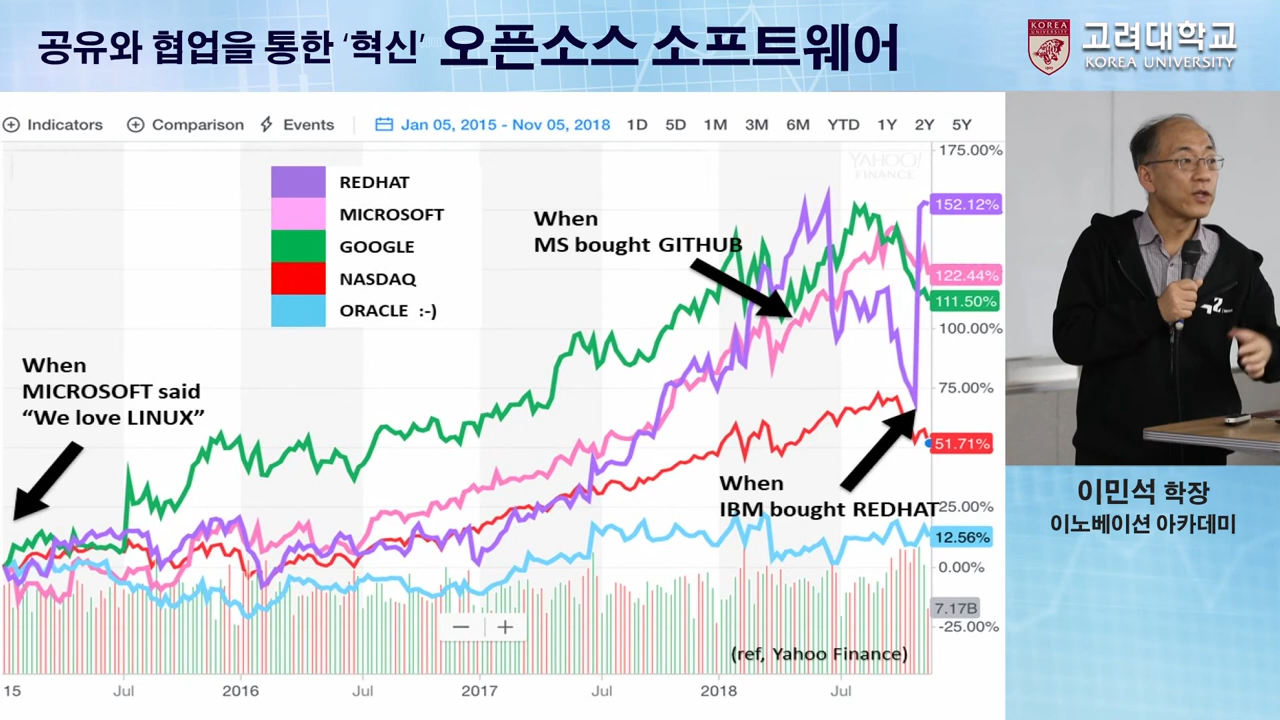 공유와 협업을 통한 ‘혁신’ 오픈소스 소프트웨어
KOREA UNIVERSITY
고려대학교
KOREA UNIVERSITY
Indicators Comparison Events Jan 05, 2015 - Nov 05, 2018 1D 5D 1M 3M 6M YTD 1Y 2Y 5Y
YAHOO!
FINANCE
175.00%
152.12%
122.44%
111.50%
100.00%
75.00%
51.71%
25.00%
12.56%
0.00%
7.17B
-25.00%
REDHAT
MICROSOFT
GOOGLE
NASDAQ
ORACLE :-)
When
MS bought GITHUB
When
MICROSOFT said
“We love LINUX”
When
IBM bought REDHAT
(ref, Yahoo Finance)
15 Jul 2016 Jul 2017 Jul 2018 Jul
이민석 학장
이노베이션 아카데미